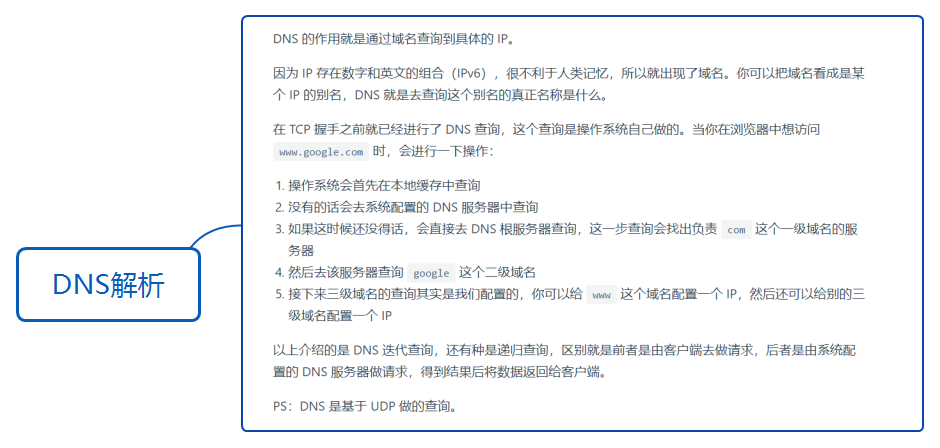 DNS解析
DNS 的作用就是通过域名查询到具体的 IP。
因为 IP 存在数字和英文的组合（IPv6），很不利于人类记忆，所以就出现了域名。你可以把域名看成是某
个 IP 的别名，DNS 就是去查询这个别名的真正名称是什么。
在 TCP 握手之前就已经进行了 DNS 查询，这个查询是操作系统自己做的。当你在浏览器中想访问
www.google.com 时，会进行一下操作：
1. 操作系统会首先在本地缓存中查询
2. 没有的话会去系统配置的 DNS 服务器中查询
3. 如果这时候还没得话，会直接去 DNS 根服务器查询，这一步查询会找出负责 com 这个一级域名的服
务器
4. 然后去该服务器查询 google 这个二级域名
5. 接下来三级域名的查询其实是我们配置的，你可以给 www 这个域名配置一个 IP，然后还可以给别的三
级域名配置一个 IP
以上介绍的是 DNS 迭代查询，还有种是递归查询，区别就是前者是由客户端去做请求，后者是由系统配
置的 DNS 服务器做请求，得到结果后将数据返回给客户端。
PS：DNS 是基于 UDP 做的查询。